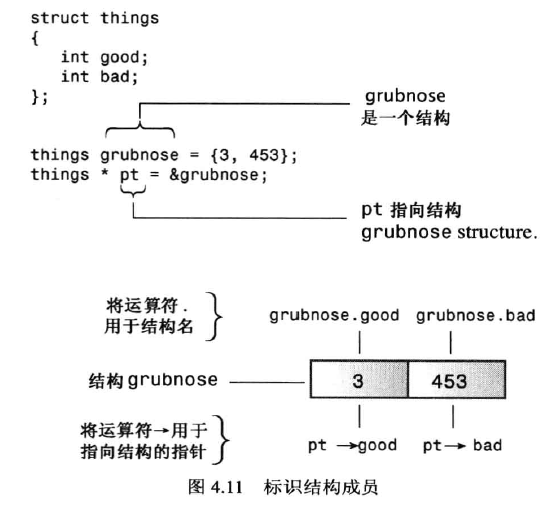 struct things
{
int good;
int bad;
};
grubnose
是一个结构
things grubnose = {3, 453};
things * pt = &grubnose;
pt 指向结构
grubnose structure.
将运算符 .
用于结构名
grubnose.good grubnose.bad
结构 grubnose
3 453
将运算符→用于
指向结构的指针
pt →good pt→ bad
图 4.11 标识结构成员